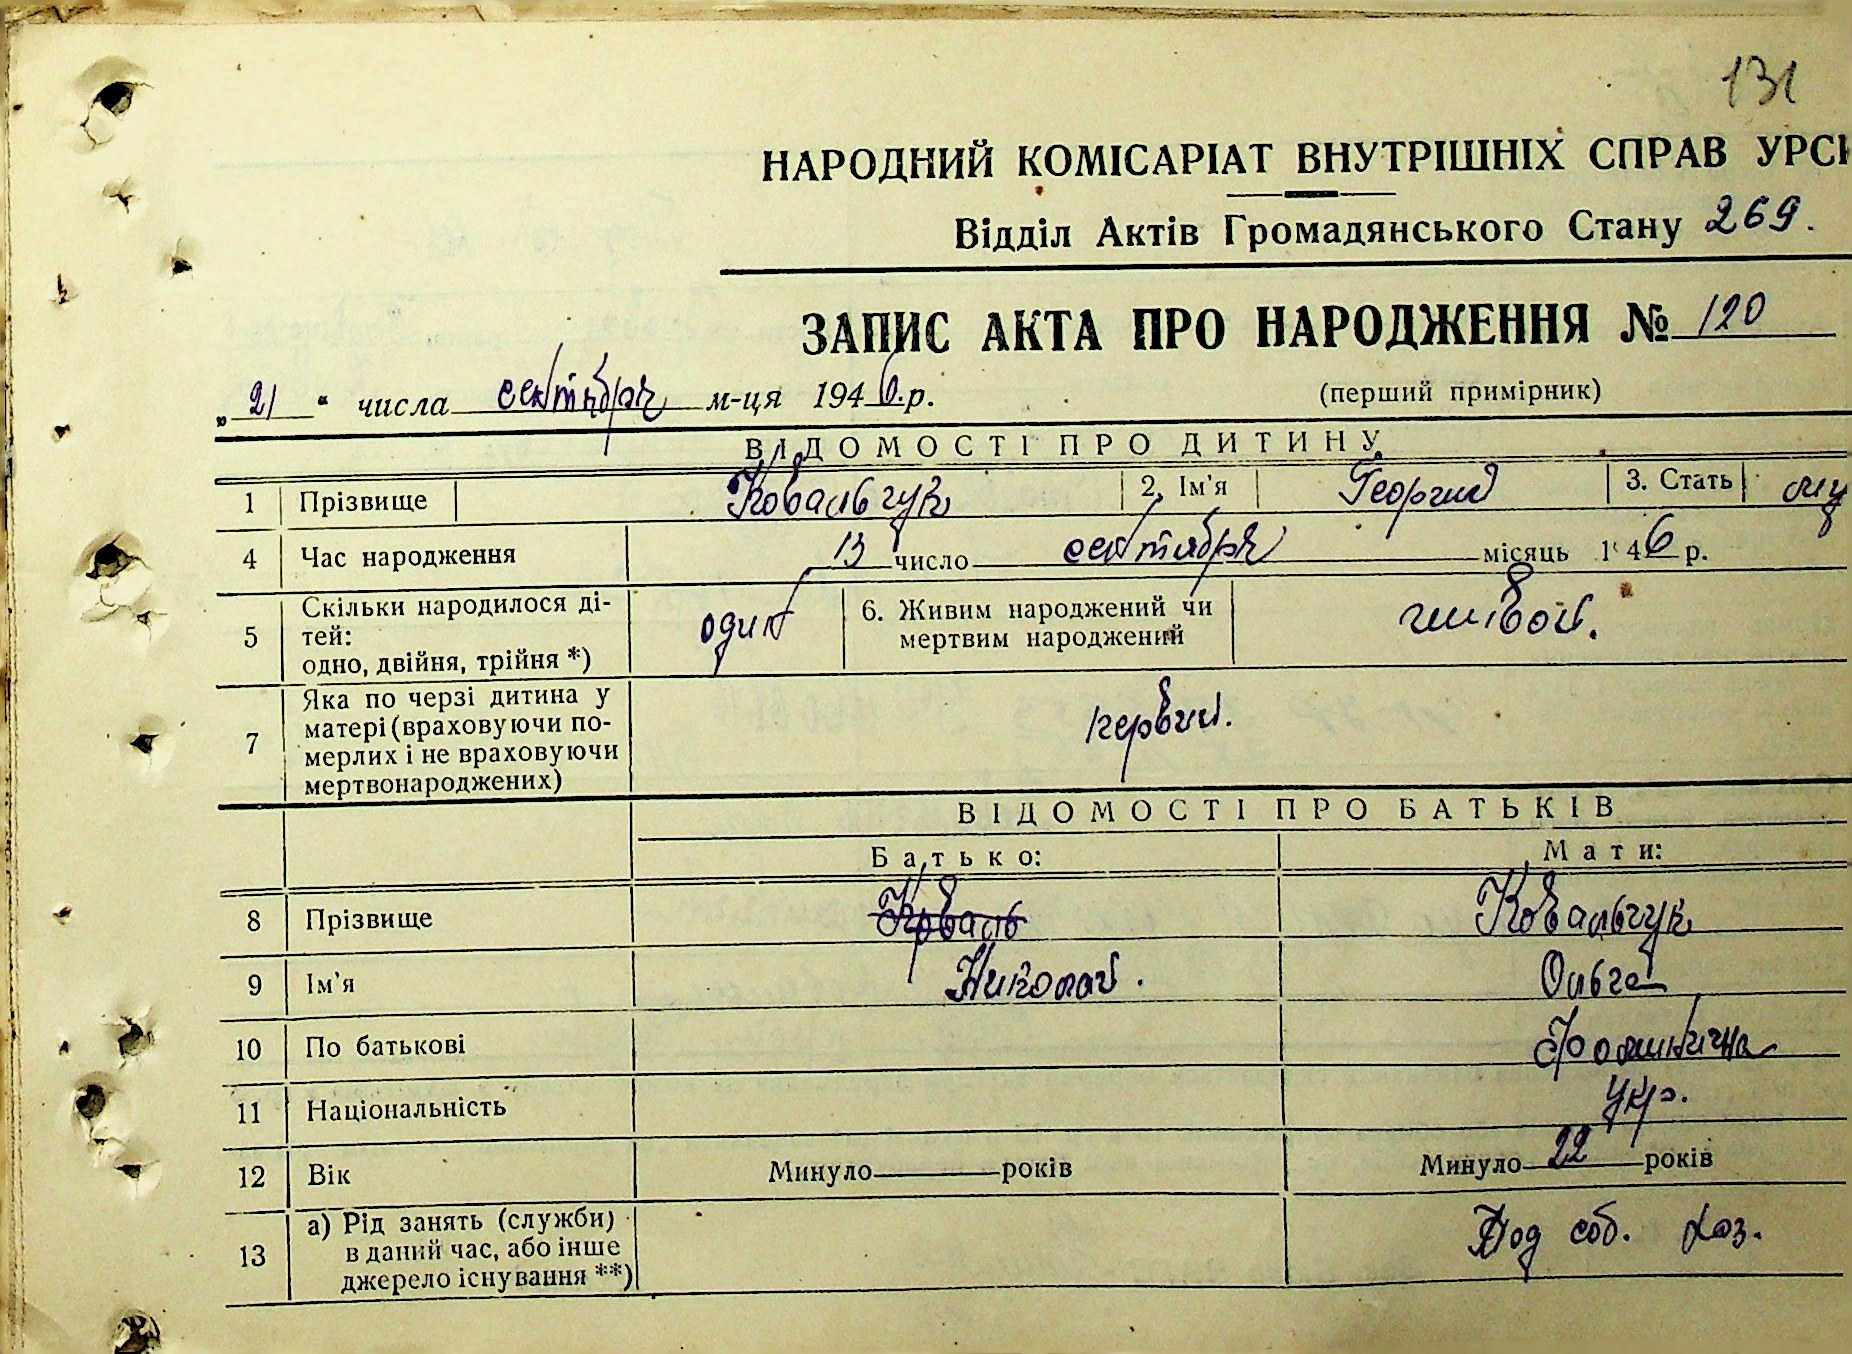 131
НАРОДНИЙ КОМІСАРІАТ ВНУТРІШНІХ СПРАВ УРСР
Відділ Актів Громадянського Стану 269.
ЗАПИС АКТА ПРО НАРОДЖЕННЯ № 120
„ 21 “ числа сентября м-ця 1946 р.
(перший примірник)
ВІДОМОСТІ ПРО ДИТИНУ
1 Прізвище Ковальчук 2. Ім'я Георгий 3. Стать муж
4 Час народження 13 число сентября місяць 1946 р.
5 Скільки народилося ді-
тей:
одно, двійня, трійня *) один 6. Живим народжений чи
мертвим народжений живой.
7 Яка по черзі дитина у
матері (враховуючи по-
мерлих і не враховуючи
мертвонароджених) первый.
ВІДОМОСТІ ПРО БАТЬКІВ
Батько: Мати:
8 Прізвище Коваль Ковальчук
9 Ім'я Николай. Ольга
10 По батькові
11 Національність укр.
12 Вік Минуло років Минуло 22 років
13 а) Рід занять (служби)
в даний час, або інше
джерело існування **) Под соб. хоз.